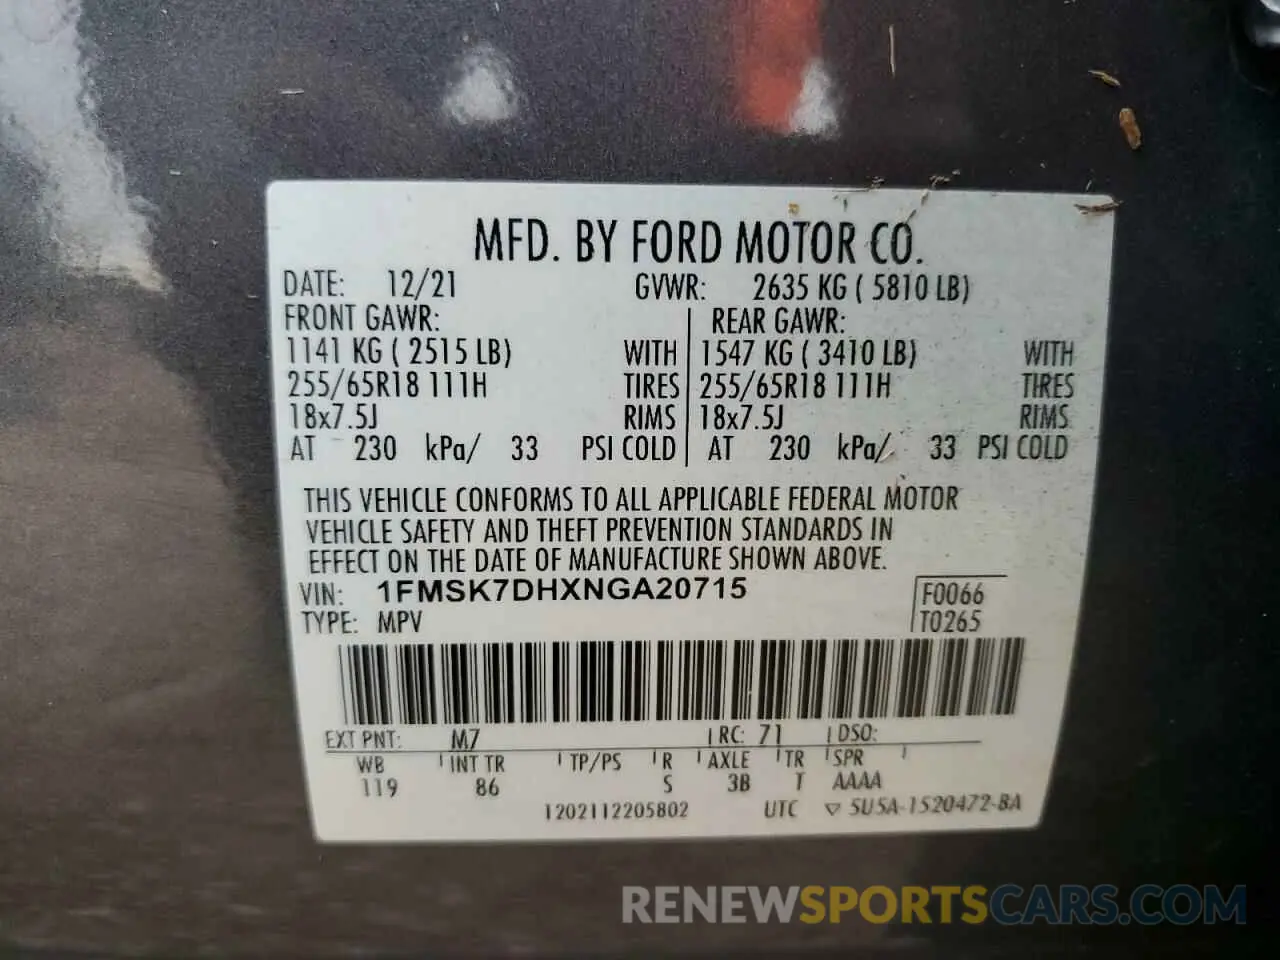 MFD. BY FORD MOTOR CO.
DATE: 12/21 GVWR: 2635 KG ( 5810 LB)
FRONT GAWR: REAR GAWR:
1141 KG ( 2515 LB) WITH 1547 KG ( 3410 LB) WITH
255/65R18 111H TIRES 255/65R18 111H TIRES
18x7.5J RIMS 18x7.5J RIMS
AT 230 kPa/ 33 PSI COLD AT 230 kPa/ 33 PSI COLD
THIS VEHICLE CONFORMS TO ALL APPLICABLE FEDERAL MOTOR
VEHICLE SAFETY AND THEFT PREVENTION STANDARDS IN
EFFECT ON THE DATE OF MANUFACTURE SHOWN ABOVE.
VIN: 1FMSK7DHXNGA20715 F0066
TYPE: MPV T0265
EXT PNT: M7 RC: 71 DSO:
WB INT TR TP/PS R AXLE TR SPR
119 86 S 3B T AAAA
1202112205802 UTC ▽ 5U5A-1520472-BA
RENEWSPORTSCARS.COM